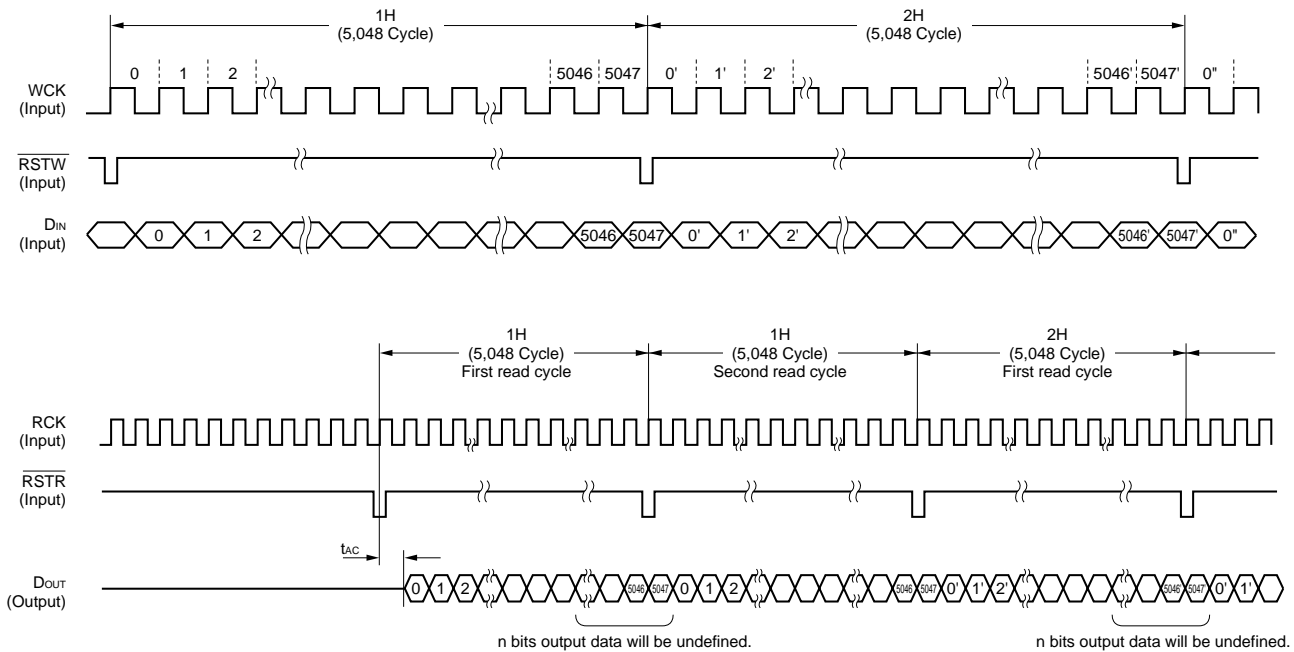 1H
(5,048 Cycle)
2H
(5,048 Cycle)
0 1 2 5046 5047 0' 1' 2' 5046' 5047' 0"
WCK
(Input)
RSTW
(Input)
DIN
(Input)
0 1 2 5046 5047 0' 1' 2' 5046' 5047' 0"
1H
(5,048 Cycle)
First read cycle
1H
(5,048 Cycle)
Second read cycle
2H
(5,048 Cycle)
First read cycle
RCK
(Input)
RSTR
(Input)
tAC
DOUT
(Output)
0 1 2 5046 5047 0 1 2 5046 5047 0' 1' 2' 5046' 5047' 0' 1'
n bits output data will be undefined.
n bits output data will be undefined.